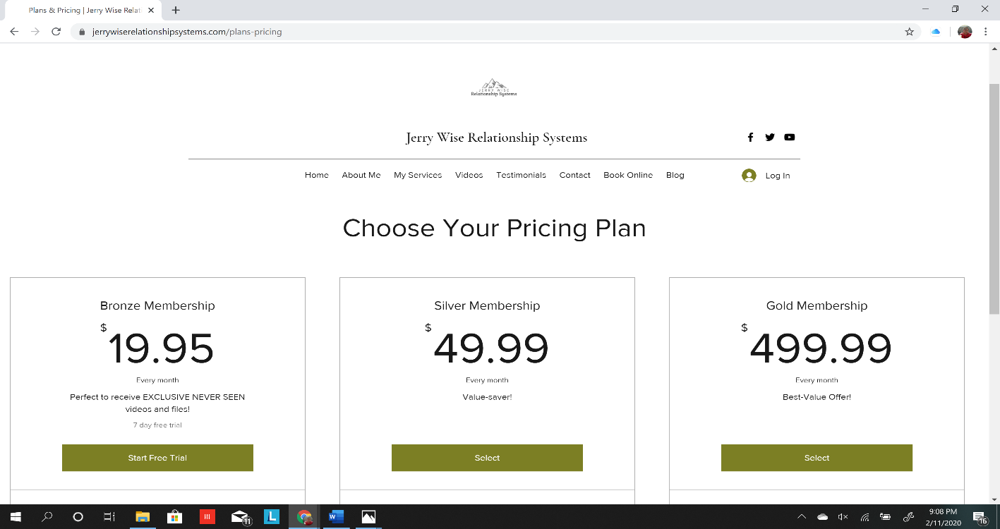 Plans & Pricing | Jerry Wise Relati
jerrywiserelationshipsystems.com/plans-pricing
JERRY WISE
Relationship Systems
Jerry Wise Relationship Systems
Home About Me My Services Videos Testimonials Contact Book Online Blog Log In
Choose Your Pricing Plan
Bronze Membership
$19.95
Every month
Perfect to receive EXCLUSIVE NEVER SEEN
videos and files!
7 day free trial
Start Free Trial
Silver Membership
$49.99
Every month
Value-saver!
Select
Gold Membership
$499.99
Every month
Best-Value Offer!
Select
11
L
W
9:08 PM
2/11/2020
16